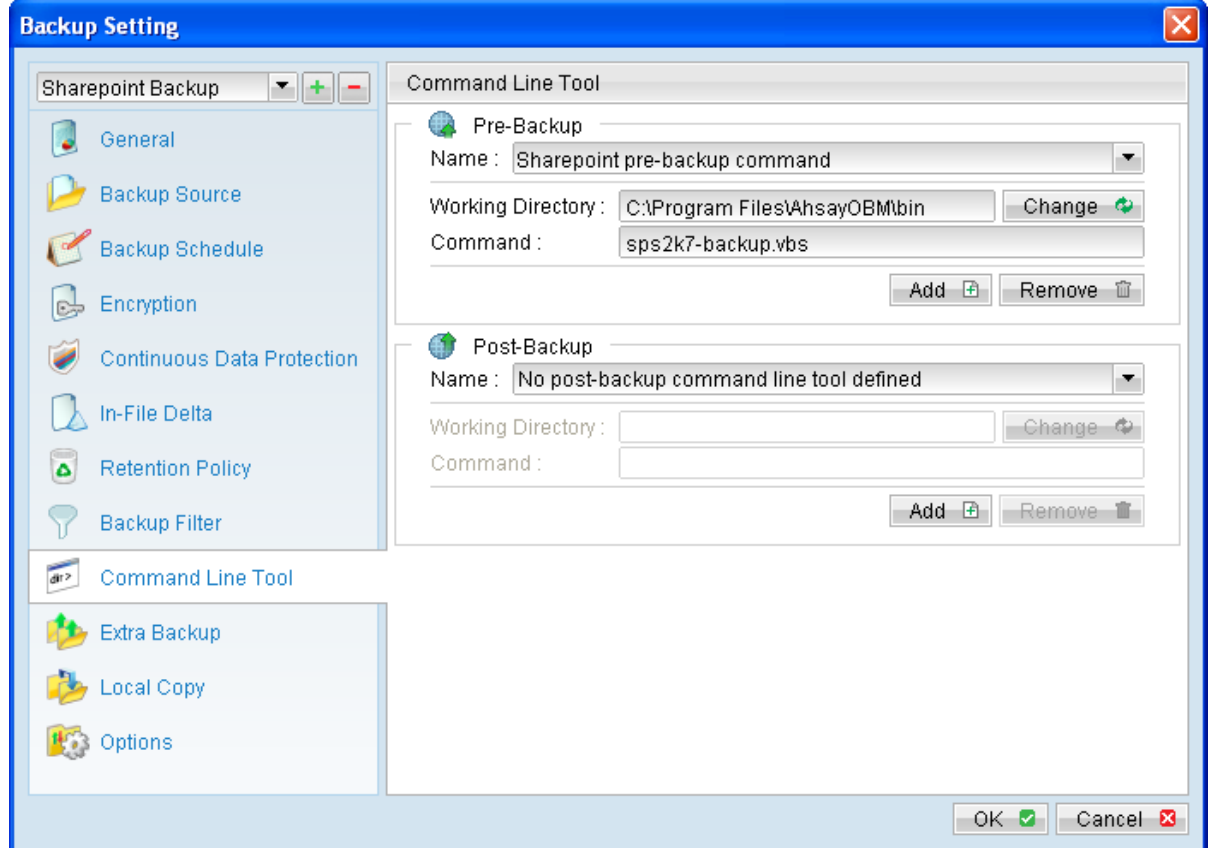 Backup Setting
Sharepoint Backup
General
Backup Source
Backup Schedule
Encryption
Continuous Data Protection
In-File Delta
Retention Policy
Backup Filter
dir>
Command Line Tool
Extra Backup
Local Copy
Options
Command Line Tool
Pre-Backup
Name : Sharepoint pre-backup command
Working Directory : C:\Program Files\AhsayOBM\bin Change
Command : sps2k7-backup.vbs
Add Remove
Post-Backup
Name : No post-backup command line tool defined
Working Directory : Change
Command :
Add Remove
OK Cancel